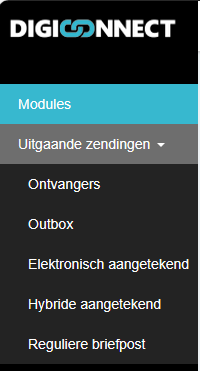 DIGICONNECT
Modules
Uitgaande zendingen
Ontvangers
Outbox
Elektronisch aangetekend
Hybride aangetekend
Reguliere briefpost